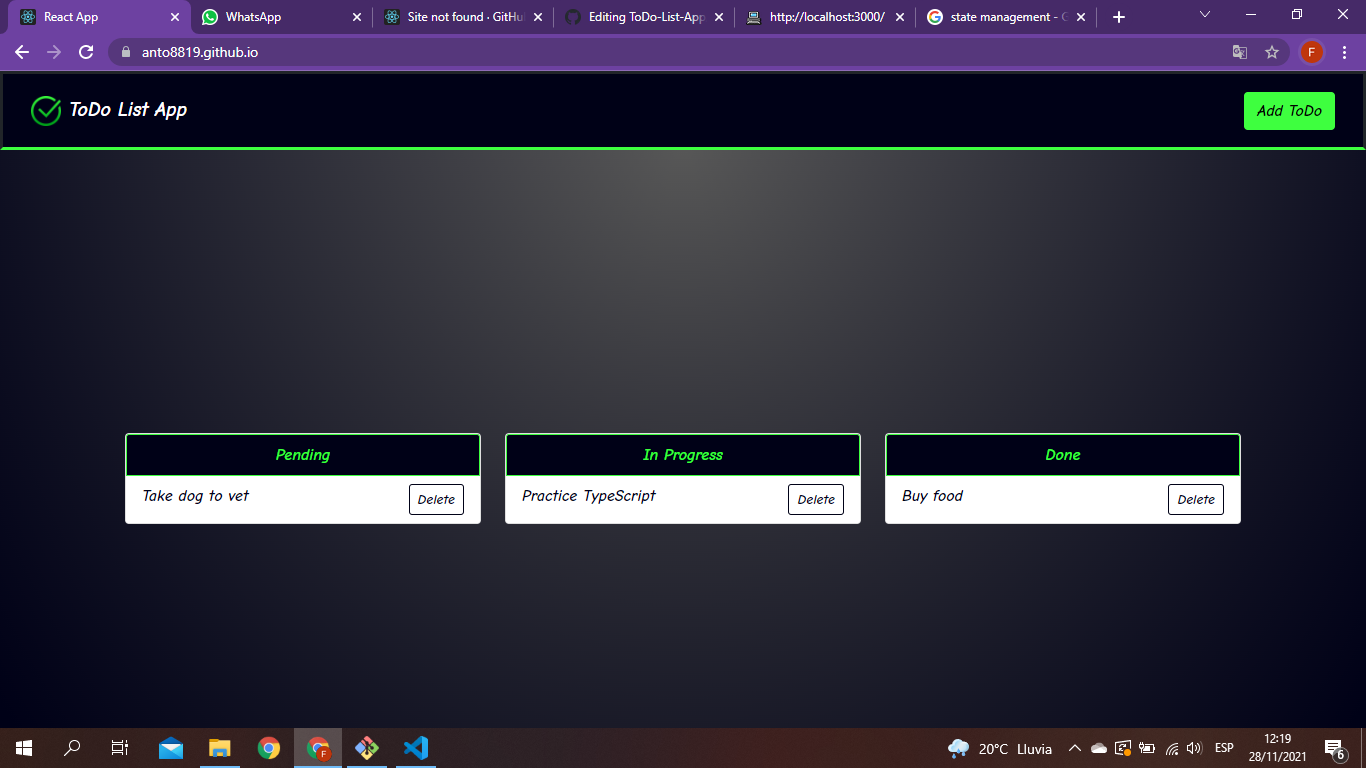 React App
WhatsApp
Site not found · GitHu
Editing ToDo-List-App
http://localhost:3000/
state management - G
anto8819.github.io
F
ToDo List App
Add ToDo
Pending
In Progress
Done
Take dog to vet
Delete
Practice TypeScript
Delete
Buy food
Delete
F
20°C Lluvia
ESP
12:19
28/11/2021
6